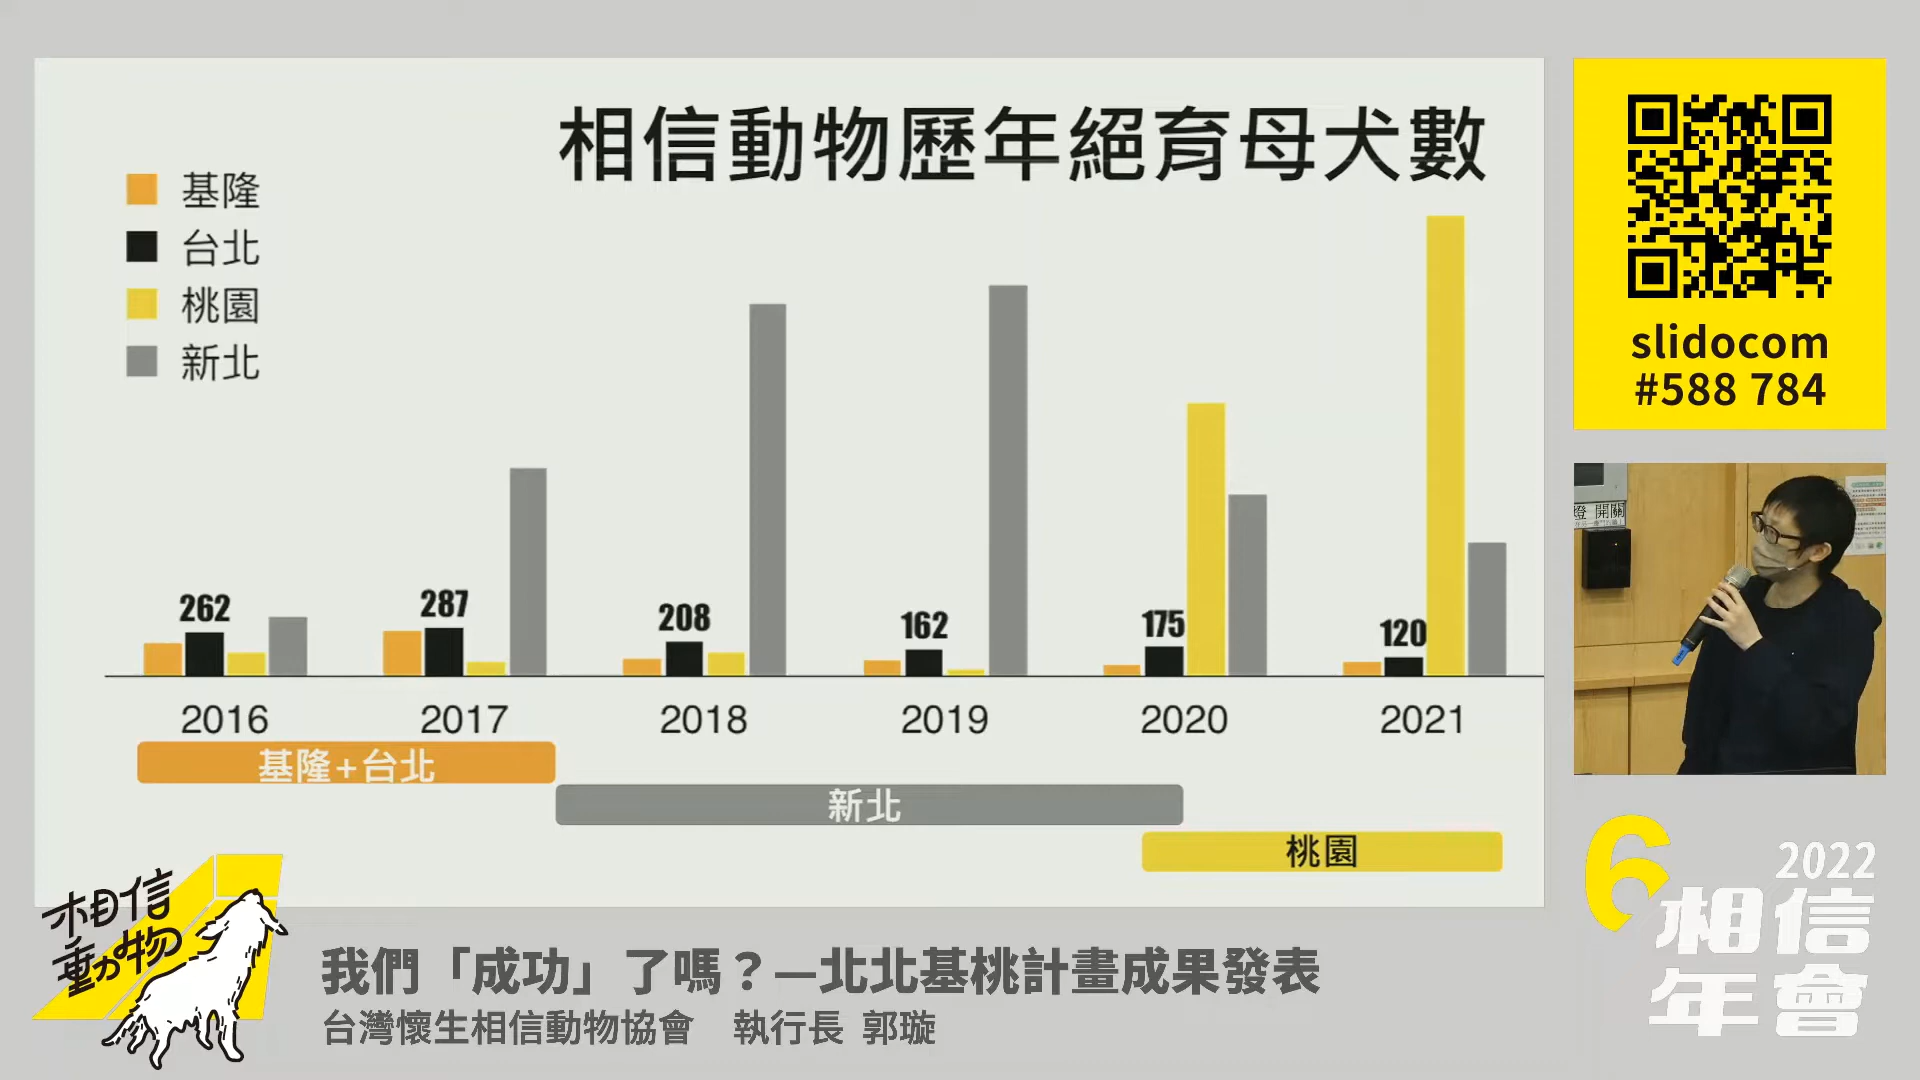 相信動物歷年絕育母犬數
基隆
台北
桃園
新北
262
287
208
162
175
120
2016
2017
2018
2019
2020
2021
基隆+台北
新北
桃園
slidocom
#588 784
燈 開關
相信動物
我們「成功」了嗎？—北北基桃計畫成果發表
台灣懷生相信動物協會 執行長 郭璇
6
2022
相信
年會